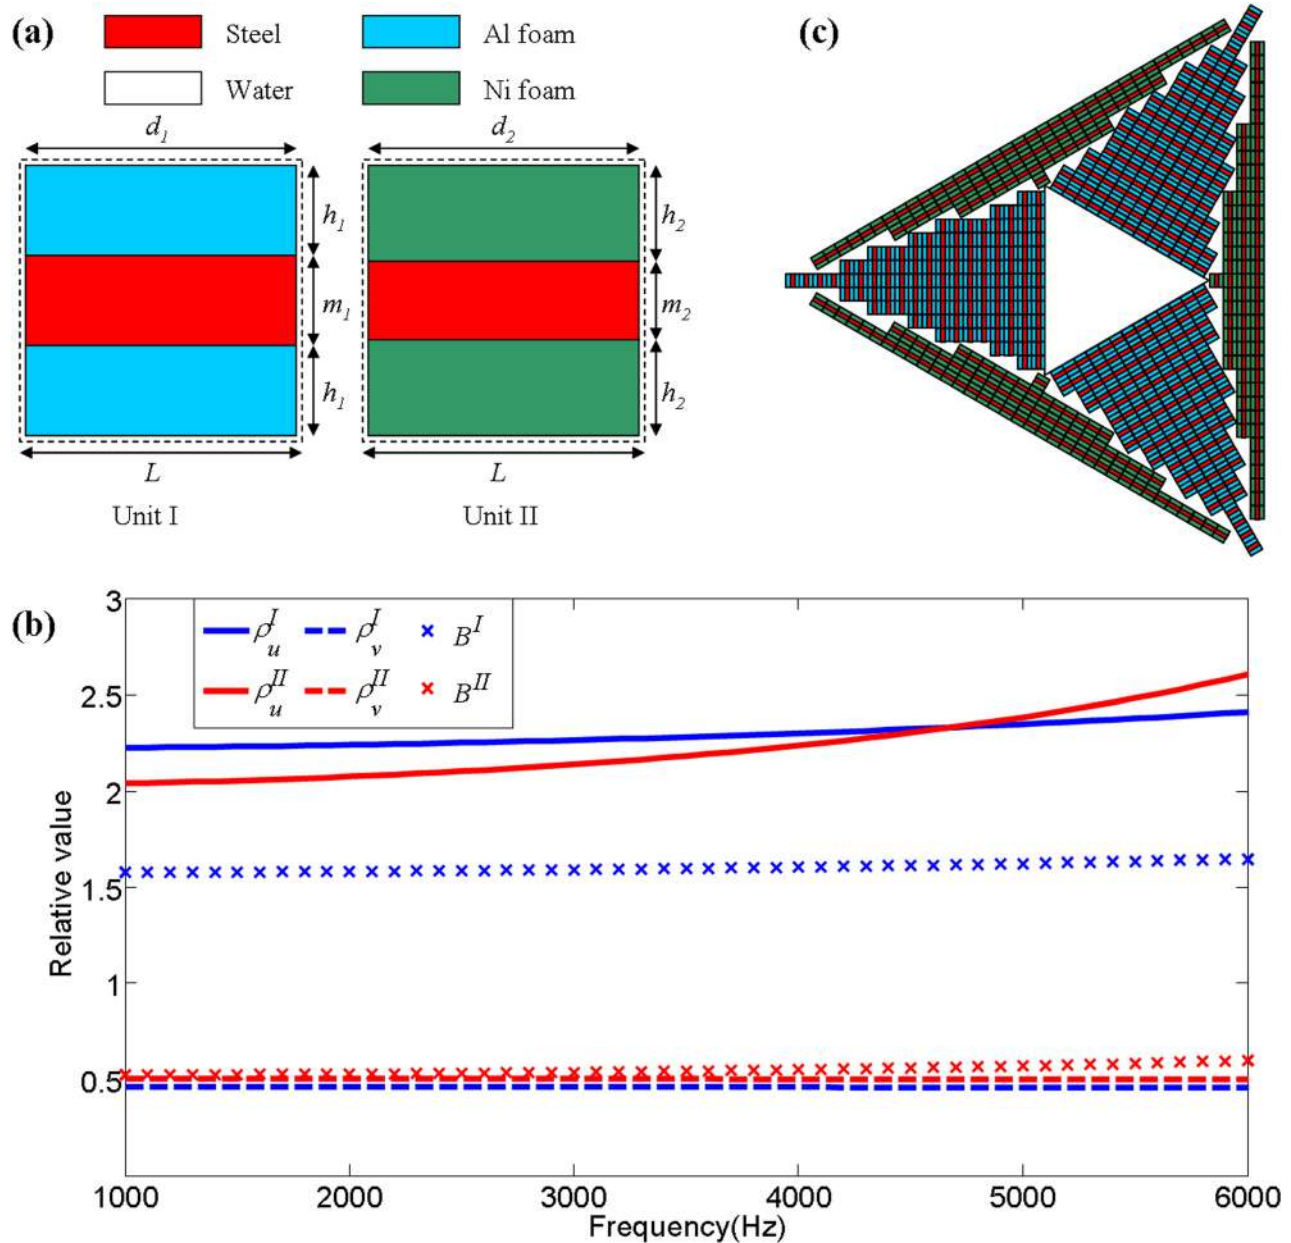 (a) Steel Al foam (c)
Water Ni foam
d₁ d₂
h₁ h₂
m₁ m₂
h₁ h₂
L L
Unit I Unit II
(b)
ρᵤᴵ ρᵥᴵ × Bᴵ
ρᵤᴵᴵ ρᵥᴵᴵ × Bᴵᴵ
3
2.5
2
1.5
1
0.5
Relative value
1000 2000 3000 4000 5000 6000
Frequency(Hz)